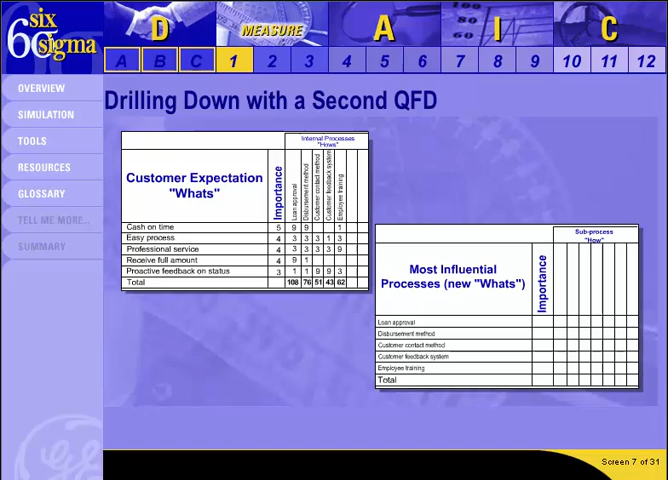 six
6σ sigma
D
MEASURE
A
I
C
100
80
60
A B C 1 2 3 4 5 6 7 8 9 10 11 12
OVERVIEW
SIMULATION
TOOLS
RESOURCES
GLOSSARY
TELL ME MORE...
SUMMARY
Drilling Down with a Second QFD
Internal Processes
"Hows"
Customer Expectation
"Whats"
Importance
Loan approval
Disbursement method
Customer contact method
Customer feedback system
Employee training
Cash on time 5 9 9 1
Easy process 4 3 3 3 1 3
Professional service 4 3 3 3 3 9
Receive full amount 4 9 1
Proactive feedback on status 3 1 1 9 9 3
Total 108 76 51 43 62
Sub-process
"How"
Most Influential
Processes (new "Whats")
Importance
Loan approval
Disbursement method
Customer contact method
Customer feedback system
Employee training
Total
Screen 7 of 31